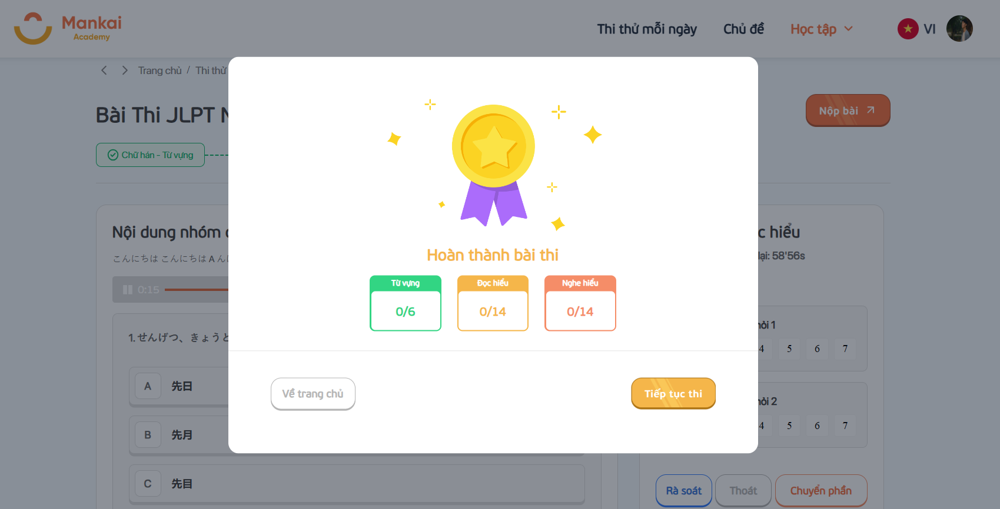 Mankai
Academy
Thi thử mỗi ngày
Chủ đề
Học tập
VI
Trang chủ / Thi thử
Bài Thi JLPT N
Nộp bài
Chữ hán - Từ vựng
Nội dung nhóm
こんにちは こんにちは A
0:15
1. せんげつ、きょうと
A 先日
B 先月
C 先目
Hoàn thành bài thi
Từ vựng
0/6
Đọc hiểu
0/14
Nghe hiểu
0/14
Về trang chủ
Tiếp tục thi
c hiểu
lại: 58'56s
hỏi 1
4 5 6 7
hỏi 2
4 5 6 7
Rà soát
Thoát
Chuyển phần